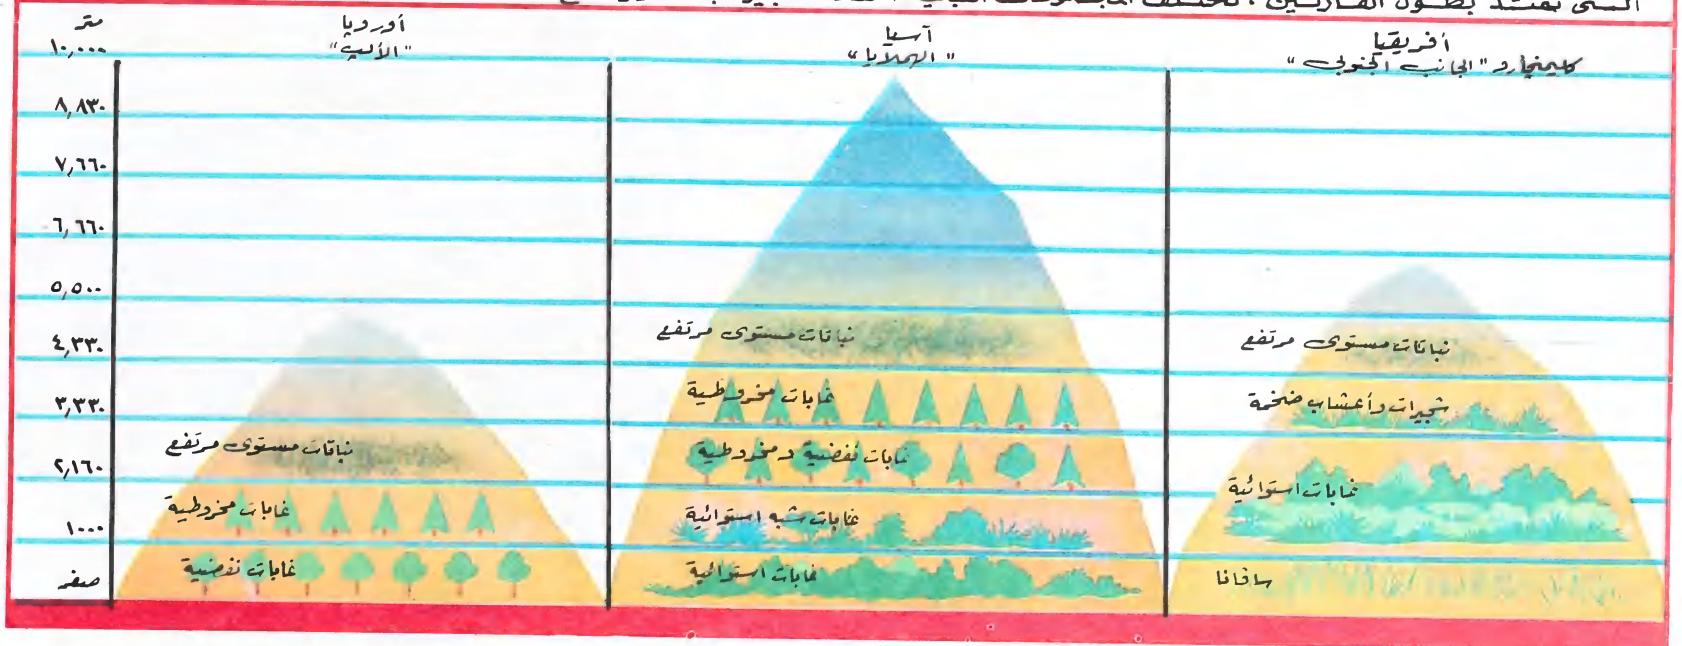 أفريقيا
كليمنجارو "الجانب الجنوبي"
نباتات مستوى مرتفع
شجيرات وأعشاب ضخمة
غابات استوائية
ساڤانا
آسيا
"الهملايا"
نباتات مستوى مرتفع
غابات مخروطية
غابات نفضية ومخروطية
غابات شبه استوائية
غابات استوائية
أوروبا
"الألب"
نباتات مستوى مرتفع
غابات مخروطية
غابات نفضية
متر
١٠,٠٠٠
٨,٨٣٠
٧,٦٦٠
٦,٦٦٠
٥,٥٠٠
٤,٣٣٠
٣,٣٣٠
٢,١٦٠
١٠٠٠
صفر